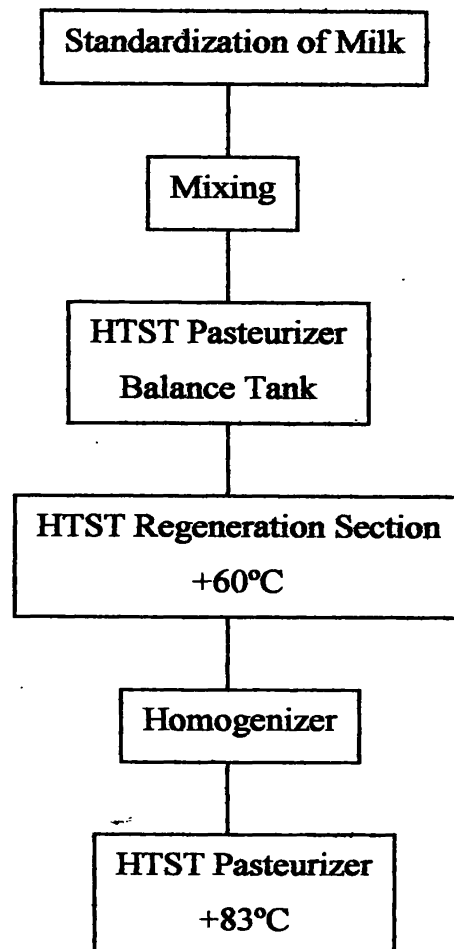 Standardization of Milk
Mixing
HTST Pasteurizer
Balance Tank
HTST Regeneration Section
+60ºC
Homogenizer
HTST Pasteurizer
+83ºC